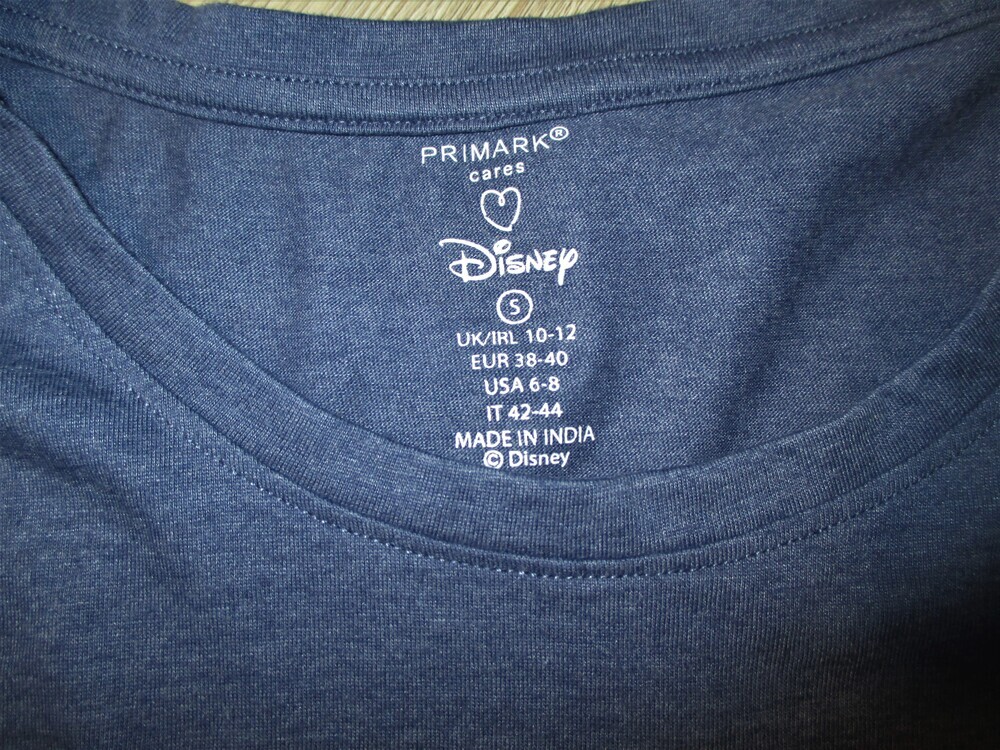 PRIMARK®
cares
Disney
S
UK/IRL 10-12
EUR 38-40
USA 6-8
IT 42-44
MADE IN INDIA
© Disney